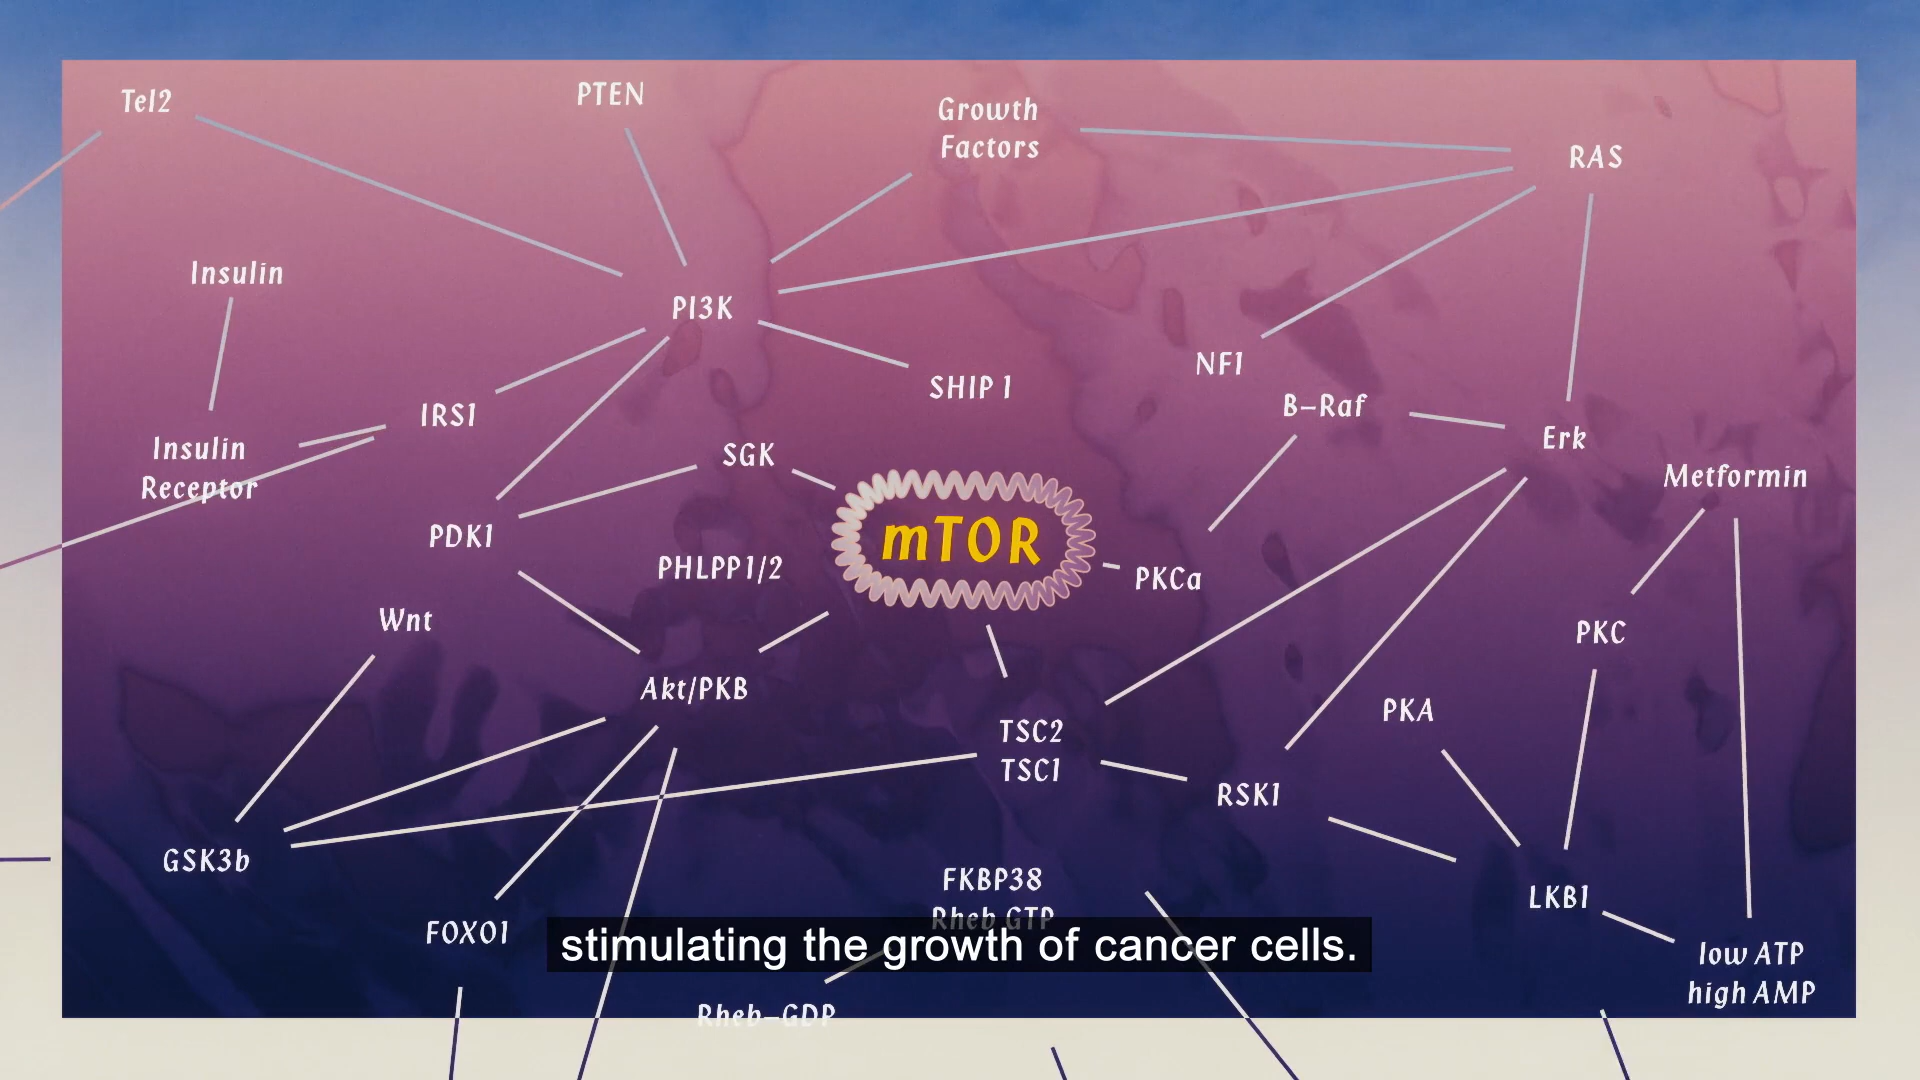 Tel2
PTEN
Growth
Factors
RAS
Insulin
PI3K
NF1
SHIP 1
B-Raf
IRS1
Erk
Insulin
Receptor
SGK
Metformin
PDK1
mTOR
PHLPP1/2
PKCa
Wnt
PKC
Akt/PKB
PKA
TSC2
TSC1
RSK1
GSK3b
FKBP38
Rheb GTP
LKB1
FOXO1
stimulating the growth of cancer cells.
low ATP
high AMP
Rheb-GDP